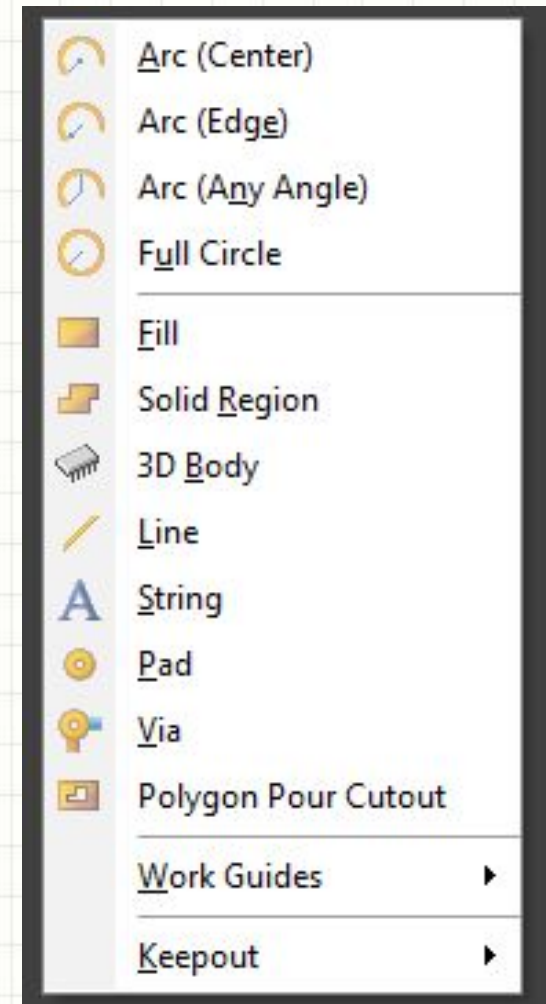 Arc (Center)
Arc (Edge)
Arc (Any Angle)
Full Circle
Fill
Solid Region
3D Body
Line
String
Pad
Via
Polygon Pour Cutout
Work Guides
Keepout